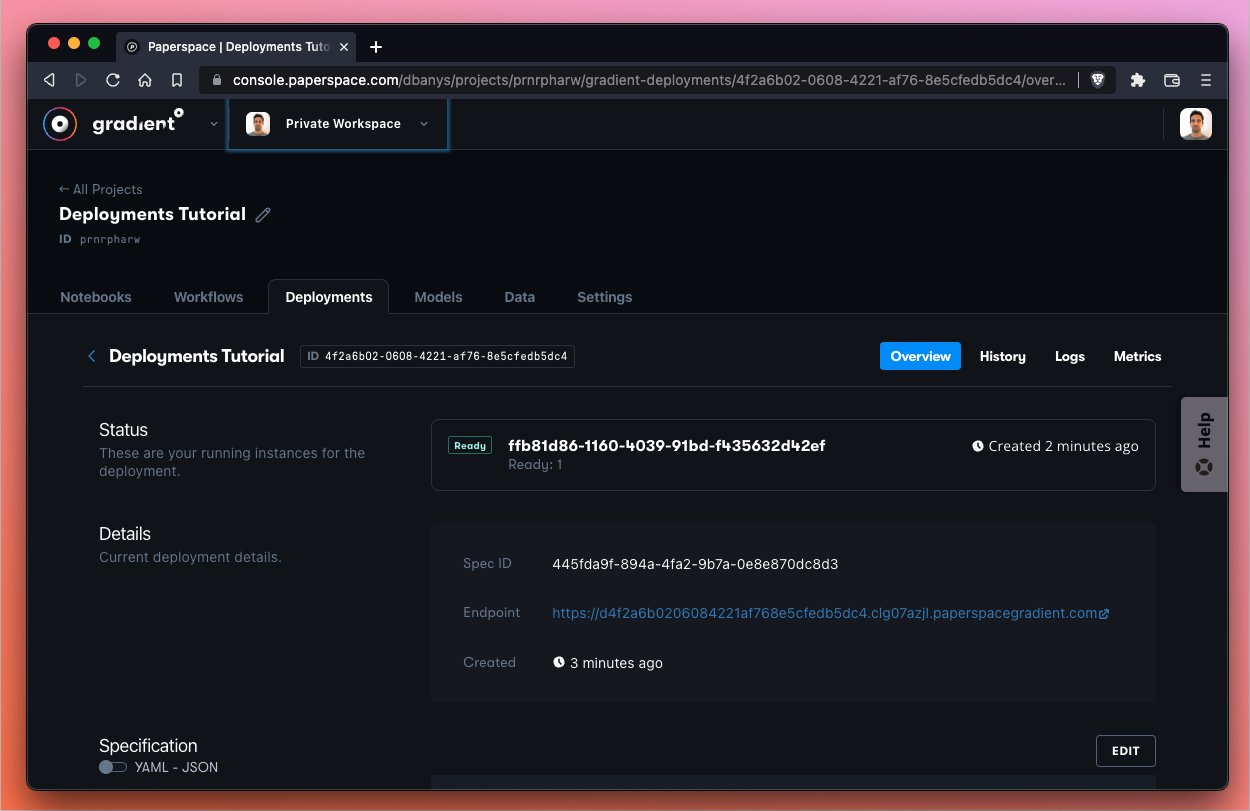 Paperspace | Deployments Tuto
console.paperspace.com/dbanys/projects/prnrpharw/gradient-deployments/4f2a6b02-0608-4221-af76-8e5cfedb5dc4/over...
gradient
Private Workspace
← All Projects
Deployments Tutorial
ID prnrpharw
Notebooks
Workflows
Deployments
Models
Data
Settings
Deployments Tutorial
ID 4f2a6b02-0608-4221-af76-8e5cfedb5dc4
Overview
History
Logs
Metrics
Help
Status
These are your running instances for the
deployment.
Ready
ffb81d86-1160-4039-91bd-f435632d42ef
Ready: 1
Created 2 minutes ago
Details
Current deployment details.
Spec ID
445fda9f-894a-4fa2-9b7a-0e8e870dc8d3
Endpoint
https://d4f2a6b0206084221af768e5cfedb5dc4.clg07azjl.paperspacegradient.com
Created
3 minutes ago
Specification
YAML - JSON
EDIT